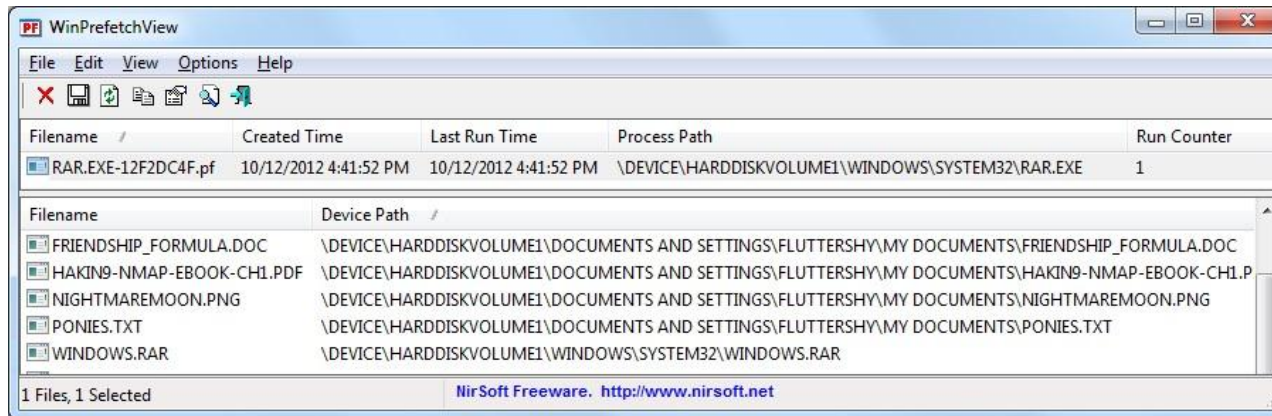 PF WinPrefetchView
File Edit View Options Help
Filename / Created Time Last Run Time Process Path Run Counter
RAR.EXE-12F2DC4F.pf 10/12/2012 4:41:52 PM 10/12/2012 4:41:52 PM \DEVICE\HARDDISKVOLUME1\WINDOWS\SYSTEM32\RAR.EXE 1
Filename Device Path /
FRIENDSHIP_FORMULA.DOC \DEVICE\HARDDISKVOLUME1\DOCUMENTS AND SETTINGS\FLUTTERSHY\MY DOCUMENTS\FRIENDSHIP_FORMULA.DOC
HAKIN9-NMAP-EBOOK-CH1.PDF \DEVICE\HARDDISKVOLUME1\DOCUMENTS AND SETTINGS\FLUTTERSHY\MY DOCUMENTS\HAKIN9-NMAP-EBOOK-CH1.P
NIGHTMAREMOON.PNG \DEVICE\HARDDISKVOLUME1\DOCUMENTS AND SETTINGS\FLUTTERSHY\MY DOCUMENTS\NIGHTMAREMOON.PNG
PONIES.TXT \DEVICE\HARDDISKVOLUME1\DOCUMENTS AND SETTINGS\FLUTTERSHY\MY DOCUMENTS\PONIES.TXT
WINDOWS.RAR \DEVICE\HARDDISKVOLUME1\WINDOWS\SYSTEM32\WINDOWS.RAR
1 Files, 1 Selected NirSoft Freeware. http://www.nirsoft.net